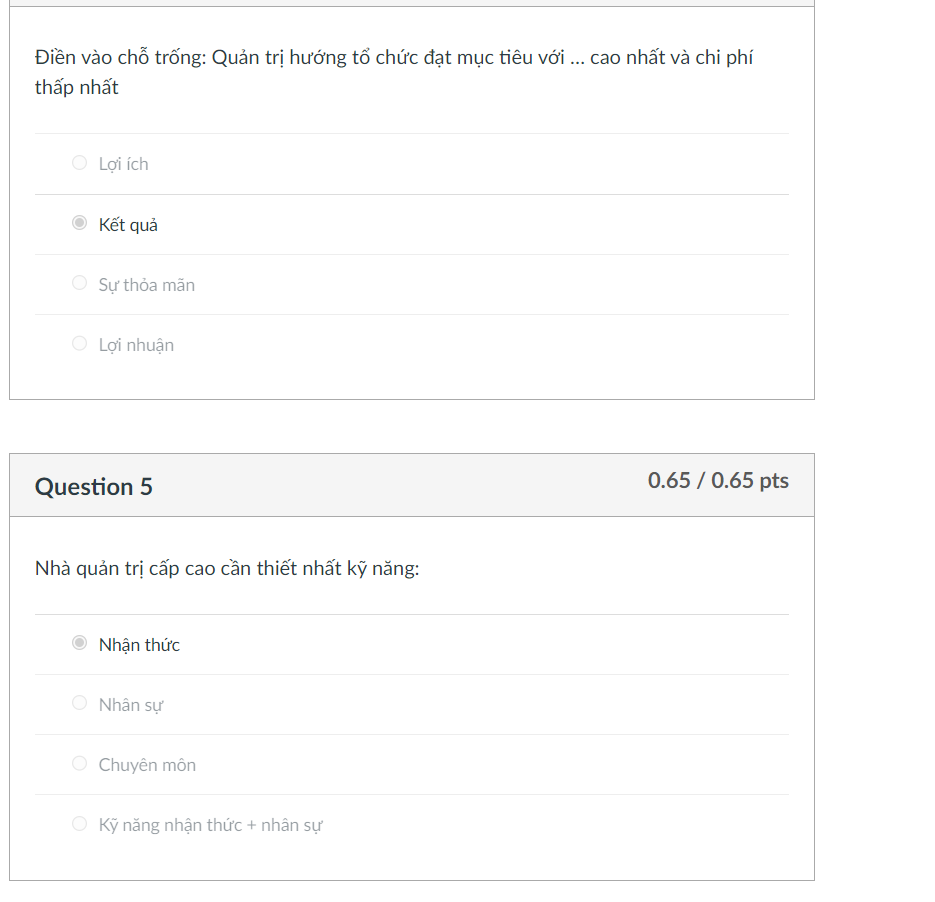 Điền vào chỗ trống: Quản trị hướng tổ chức đạt mục tiêu với ... cao nhất và chi phí
thấp nhất
Lợi ích
Kết quả
Sự thỏa mãn
Lợi nhuận
Question 5
0.65 / 0.65 pts
Nhà quản trị cấp cao cần thiết nhất kỹ năng:
Nhận thức
Nhân sự
Chuyên môn
Kỹ năng nhận thức + nhân sự